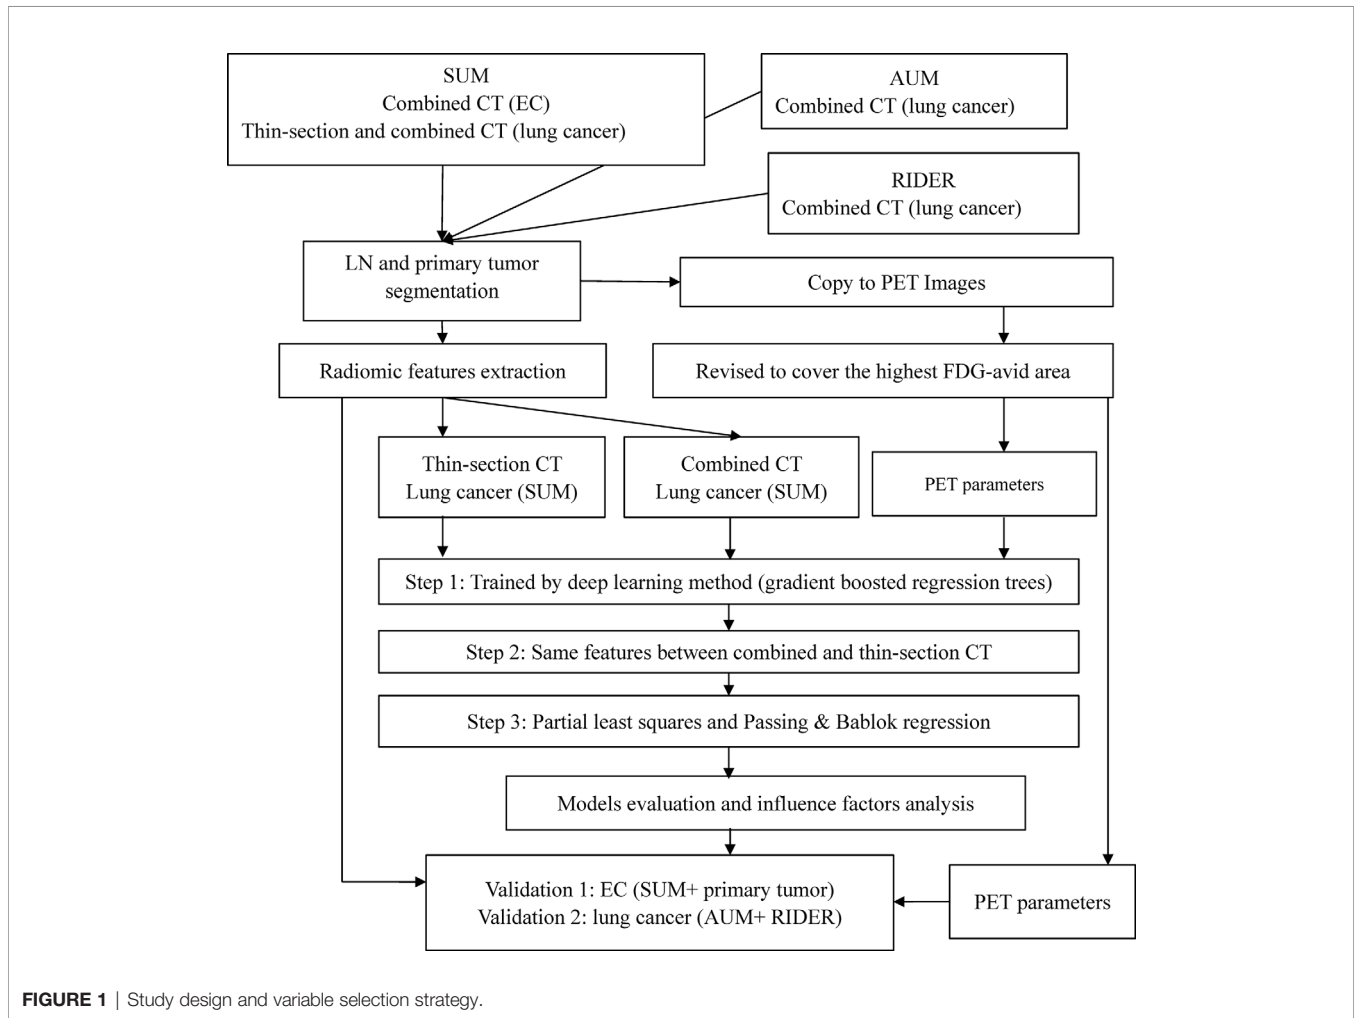 SUM
Combined CT (EC)
Thin-section and combined CT (lung cancer)
AUM
Combined CT (lung cancer)
RIDER
Combined CT (lung cancer)
LN and primary tumor
segmentation
Copy to PET Images
Radiomic features extraction
Revised to cover the highest FDG-avid area
Thin-section CT
Lung cancer (SUM)
Combined CT
Lung cancer (SUM)
PET parameters
Step 1: Trained by deep learning method (gradient boosted regression trees)
Step 2: Same features between combined and thin-section CT
Step 3: Partial least squares and Passing & Bablok regression
Models evaluation and influence factors analysis
Validation 1: EC (SUM+ primary tumor)
Validation 2: lung cancer (AUM+ RIDER)
PET parameters
FIGURE 1 | Study design and variable selection strategy.